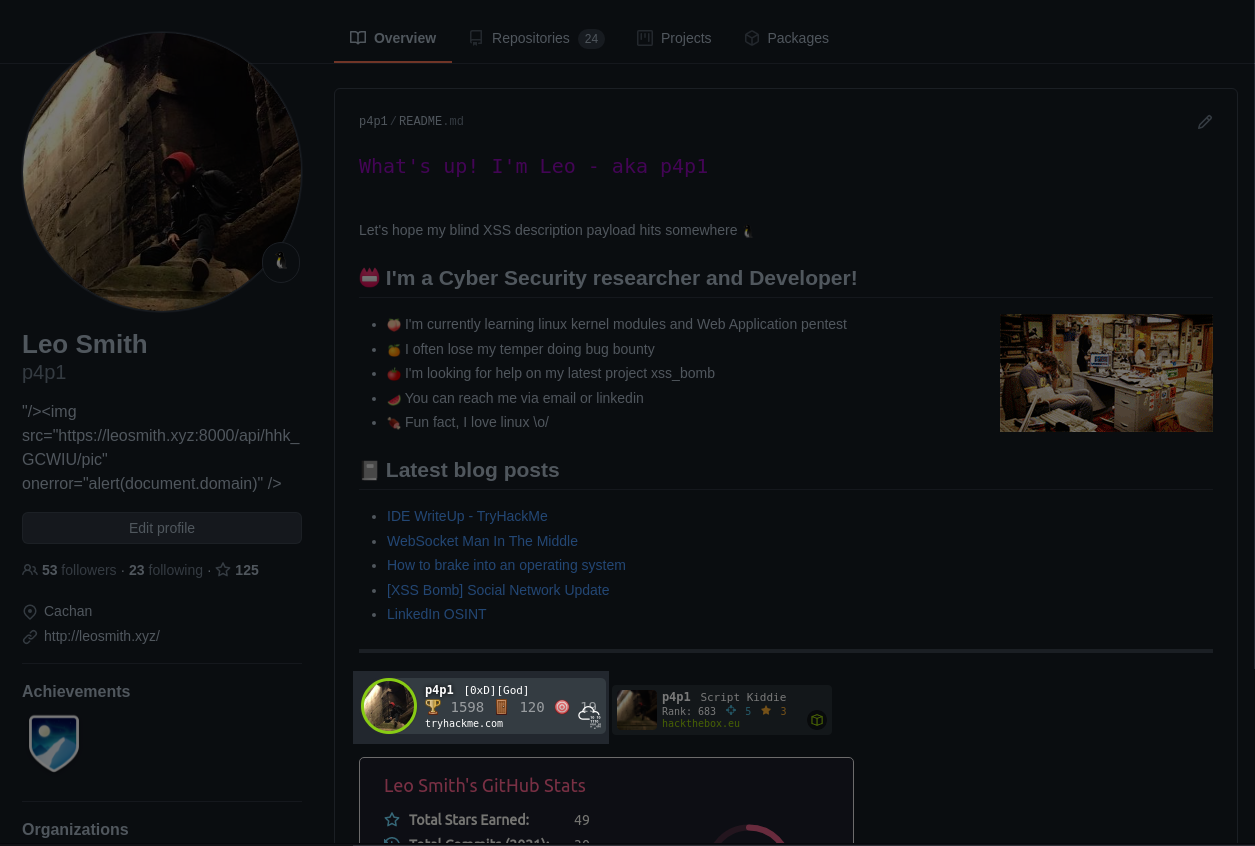 Overview
Repositories 24
Projects
Packages
p4p1/README.md
What's up! I'm Leo - aka p4p1
Let's hope my blind XSS description payload hits somewhere 🐧
📛 I'm a Cyber Security researcher and Developer!
🍑 I'm currently learning linux kernel modules and Web Application pentest
🍊 I often lose my temper doing bug bounty
🍅 I'm looking for help on my latest project xss_bomb
🍉 You can reach me via email or linkedin
🍬 Fun fact, I love linux \o/
📓 Latest blog posts
IDE WriteUp - TryHackMe
WebSocket Man In The Middle
How to brake into an operating system
[XSS Bomb] Social Network Update
LinkedIn OSINT
Leo Smith
p4p1
"/><img
src="https://leosmith.xyz:8000/api/hhk_
GCWIU/pic"
onerror="alert(document.domain)" />
Edit profile
53 followers · 23 following · 125
Cachan
http://leosmith.xyz/
Achievements
Organizations
p4p1 [0xD][God]
🏆 1598 🚪 120 🎯 19
tryhackme.com
p4p1 Script Kiddie
Rank: 683 5 3
hackthebox.eu
Leo Smith's GitHub Stats
Total Stars Earned: 49
Total Commits (2021):